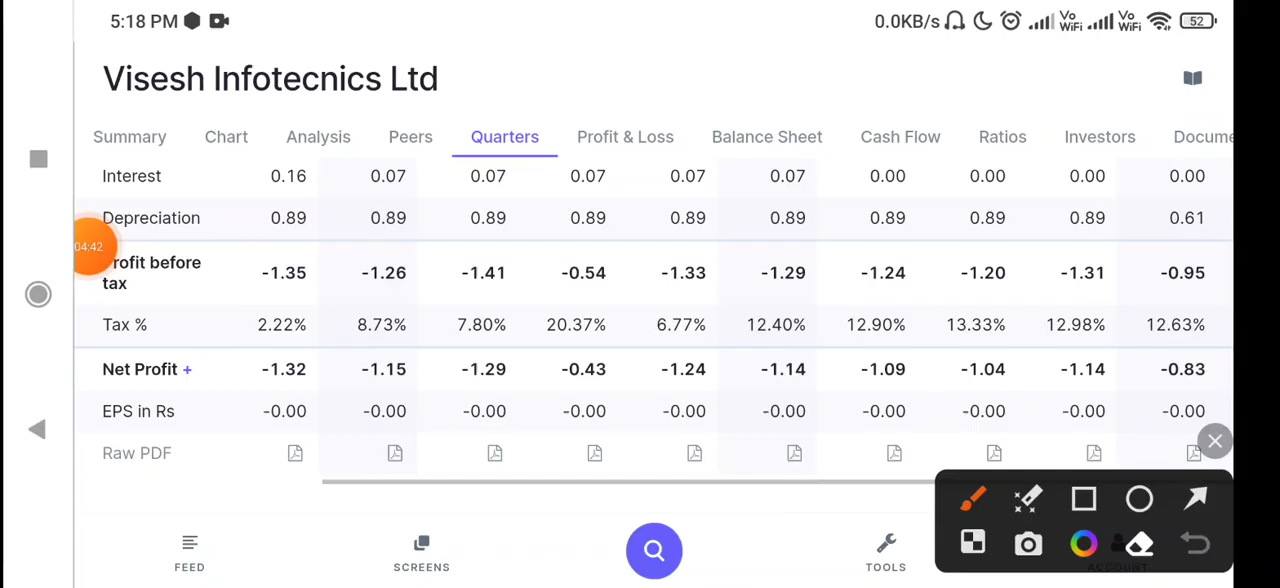 5:18 PM 0.0KB/s Vo WiFi Vo WiFi 52
Visesh Infotecnics Ltd
Summary Chart Analysis Peers Quarters Profit & Loss Balance Sheet Cash Flow Ratios Investors Docume
Interest 0.16 0.07 0.07 0.07 0.07 0.07 0.00 0.00 0.00 0.00
Depreciation 0.89 0.89 0.89 0.89 0.89 0.89 0.89 0.89 0.89 0.61
04:42
rofit before
tax -1.35 -1.26 -1.41 -0.54 -1.33 -1.29 -1.24 -1.20 -1.31 -0.95
Tax % 2.22% 8.73% 7.80% 20.37% 6.77% 12.40% 12.90% 13.33% 12.98% 12.63%
Net Profit + -1.32 -1.15 -1.29 -0.43 -1.24 -1.14 -1.09 -1.04 -1.14 -0.83
EPS in Rs -0.00 -0.00 -0.00 -0.00 -0.00 -0.00 -0.00 -0.00 -0.00 -0.00
Raw PDF
FEED SCREENS TOOLS ACCOUNT